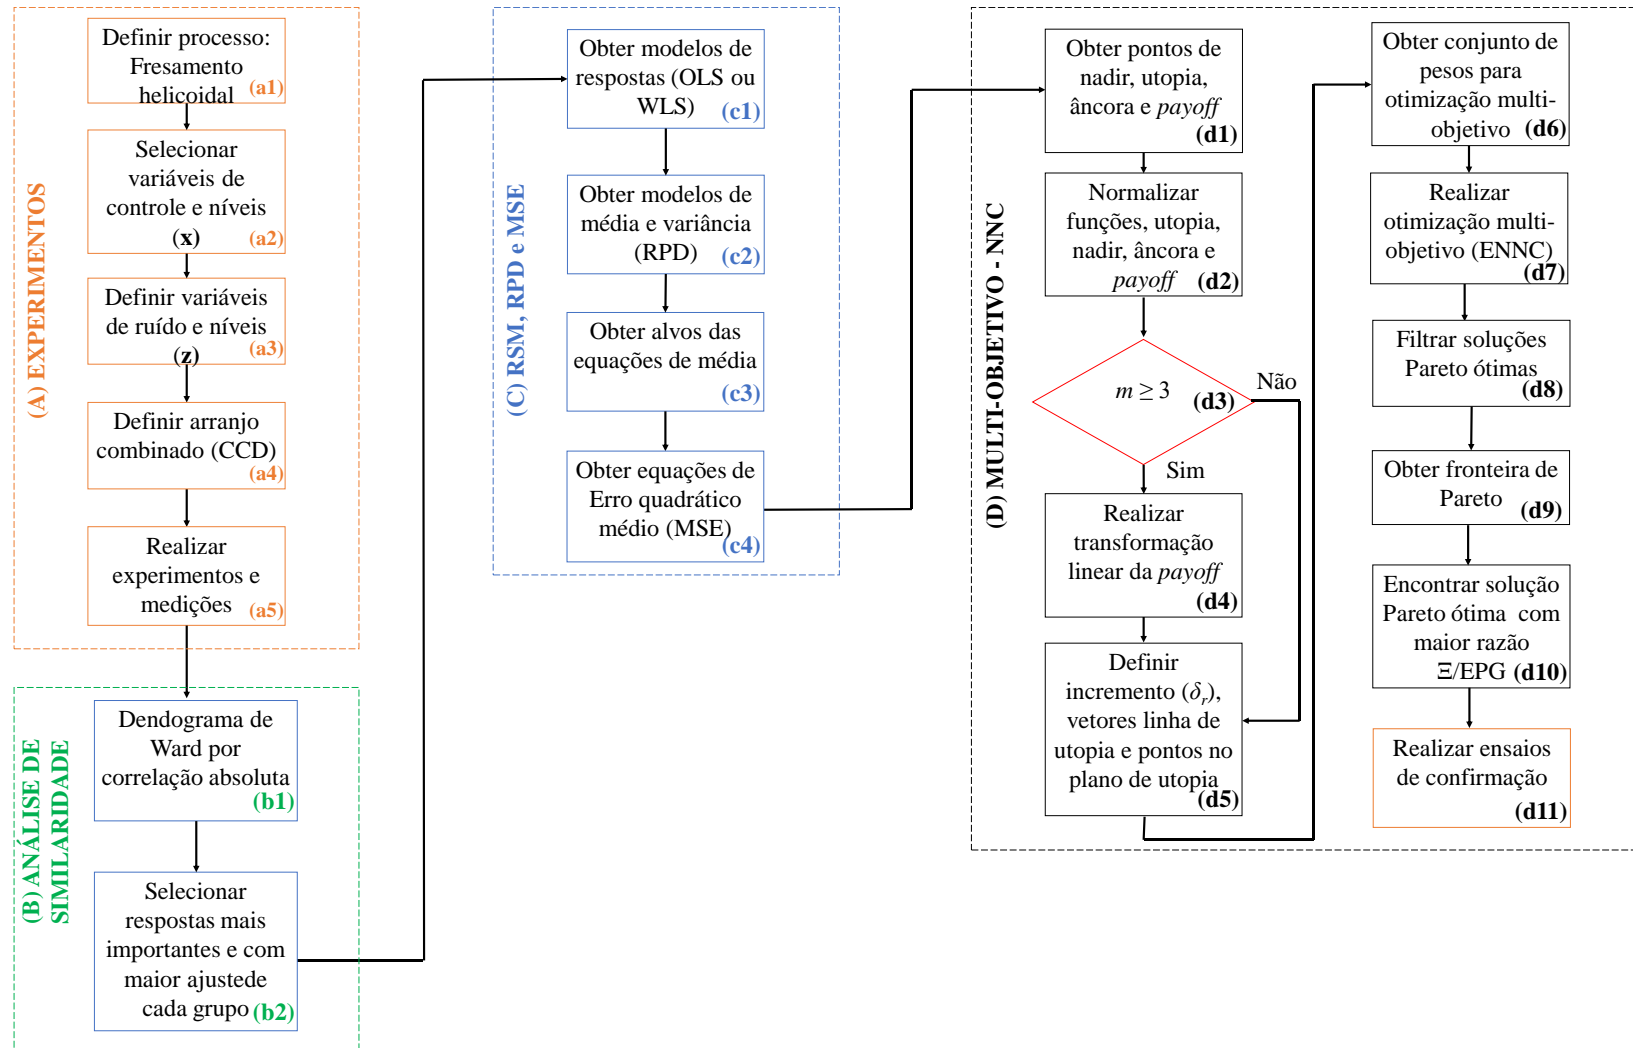 (A) EXPERIMENTOS
Definir processo:
Fresamento
helicoidal
(a1)
Selecionar
variáveis de
controle e níveis
(x)
(a2)
Definir variáveis
de ruído e níveis
(z)
(a3)
Definir arranjo
combinado (CCD)
(a4)
Realizar
experimentos e
medições
(a5)
(B) ANÁLISE DE
SIMILARIDADE
Dendograma de
Ward por
correlação absoluta
(b1)
Selecionar
respostas mais
importantes e com
maior ajustede
cada grupo
(b2)
(C) RSM, RPD e MSE
Obter modelos de
respostas (OLS ou
WLS)
(c1)
Obter modelos de
média e variância
(RPD)
(c2)
Obter alvos das
equações de média
(c3)
Obter equações de
Erro quadrático
médio (MSE)
(c4)
(D) MULTI-OBJETIVO - NNC
Obter pontos de
nadir, utopia,
âncora e payoff
(d1)
Normalizar
funções, utopia,
nadir, âncora e
payoff
(d2)
m ≥ 3
(d3)
Não
Sim
Realizar
transformação
linear da payoff
(d4)
Definir
incremento (δr),
vetores linha de
utopia e pontos no
plano de utopia
(d5)
Obter conjunto de
pesos para
otimização multi-
objetivo
(d6)
Realizar
otimização multi-
objetivo (ENNC)
(d7)
Filtrar soluções
Pareto ótimas
(d8)
Obter fronteira de
Pareto
(d9)
Encontrar solução
Pareto ótima com
maior razão
Ξ/EPG
(d10)
Realizar ensaios
de confirmação
(d11)